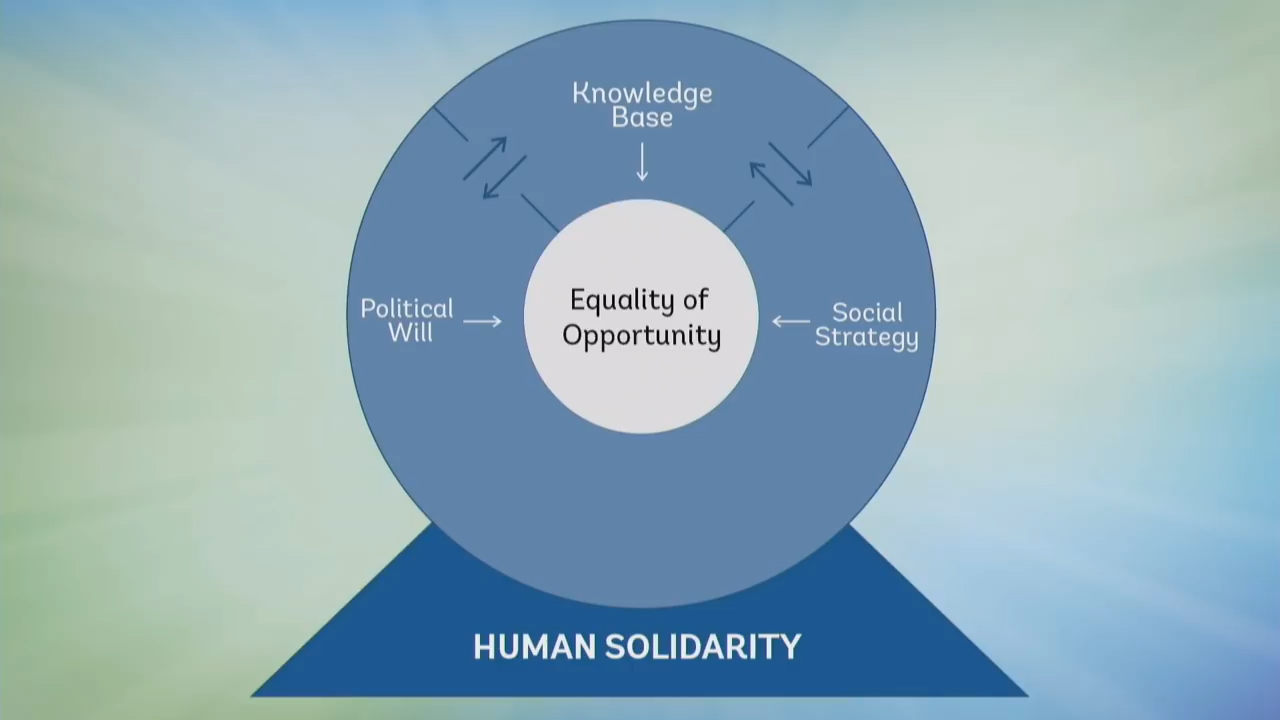 Knowledge
Base
Political
Will
Equality of
Opportunity
Social
Strategy
HUMAN SOLIDARITY